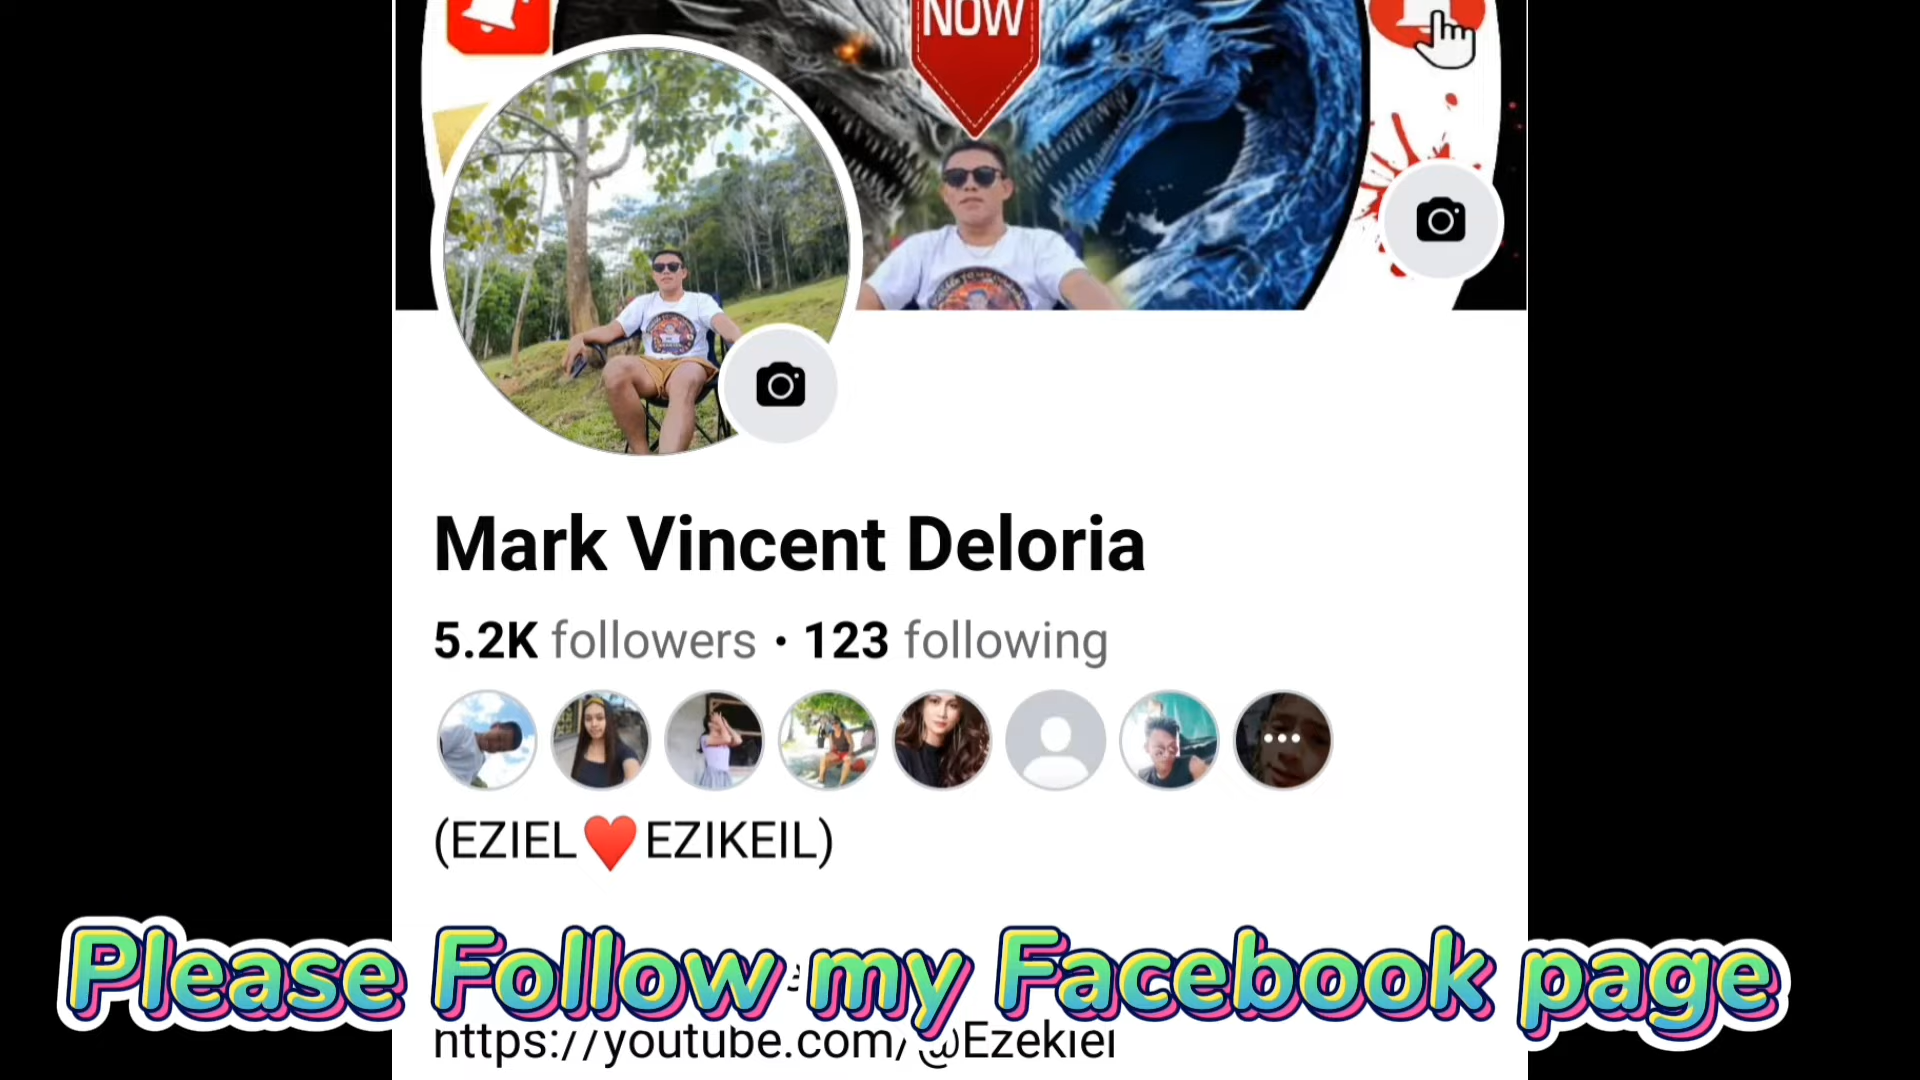 NOW
Mark Vincent Deloria
5.2K followers • 123 following
(EZIEL❤️EZIKEIL)
Please Follow my Facebook page
https://youtube.com/@Ezekiel